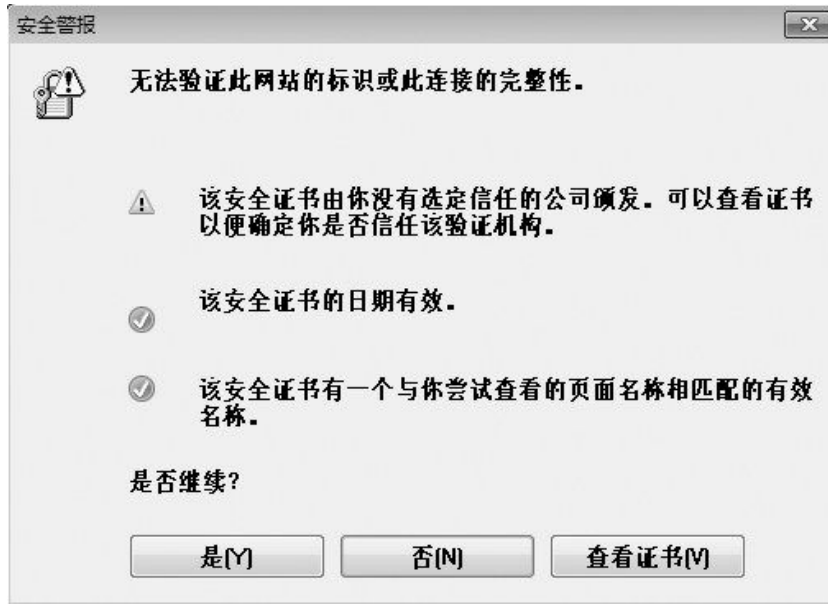 安全警报
无法验证此网站的标识或此连接的完整性。
该安全证书由你没有选定信任的公司颁发。可以查看证书
以便确定你是否信任该验证机构。
该安全证书的日期有效。
该安全证书有一个与你尝试查看的页面名称相匹配的有效
名称。
是否继续?
是(Y) 否(N) 查看证书(V)